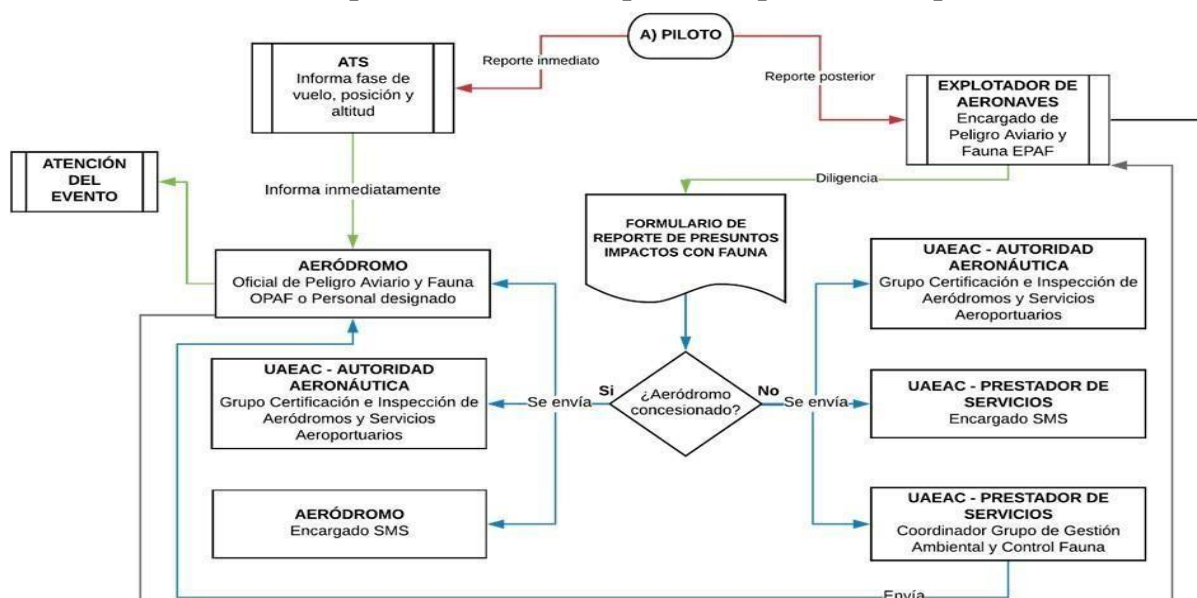 A) PILOTO
Reporte inmediato
Reporte posterior
ATS
Informa fase de
vuelo, posición y
altitud
EXPLOTADOR DE
AERONAVES
Encargado de
Peligro Aviario y
Fauna EPAF
ATENCIÓN
DEL
EVENTO
Informa inmediatamente
Diligencia
FORMULARIO DE
REPORTE DE PRESUNTOS
IMPACTOS CON FAUNA
AERÓDROMO
Oficial de Peligro Aviario y Fauna
OPAF o Personal designado
UAEAC - AUTORIDAD
AERONÁUTICA
Grupo Certificación e Inspección de
Aeródromos y Servicios
Aeroportuarios
UAEAC - AUTORIDAD
AERONÁUTICA
Grupo Certificación e Inspección de
Aeródromos y Servicios
Aeroportuarios
Se envía
Si
¿Aeródromo
concesionado?
No
Se envía
UAEAC - PRESTADOR DE
SERVICIOS
Encargado SMS
AERÓDROMO
Encargado SMS
UAEAC - PRESTADOR DE
SERVICIOS
Coordinador Grupo de Gestión
Ambiental y Control Fauna
Envía